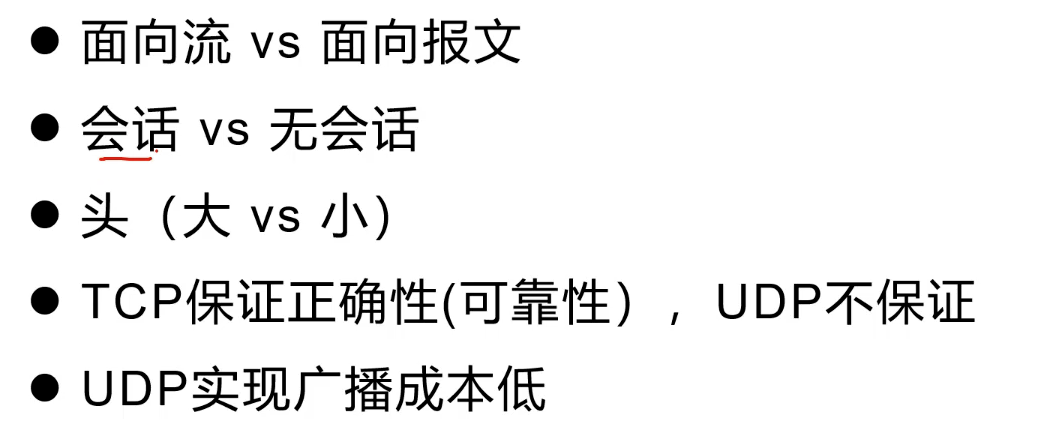 ● 面向流 vs 面向报文
● 会话 vs 无会话
● 头（大 vs 小）
● TCP保证正确性(可靠性），UDP不保证
● UDP实现广播成本低